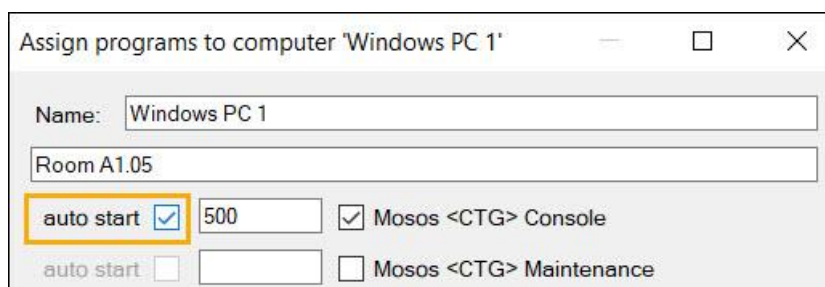 Assign programs to computer 'Windows PC 1'
Name: Windows PC 1
Room A1.05
auto start 500 Mosos <CTG> Console
auto start Mosos <CTG> Maintenance